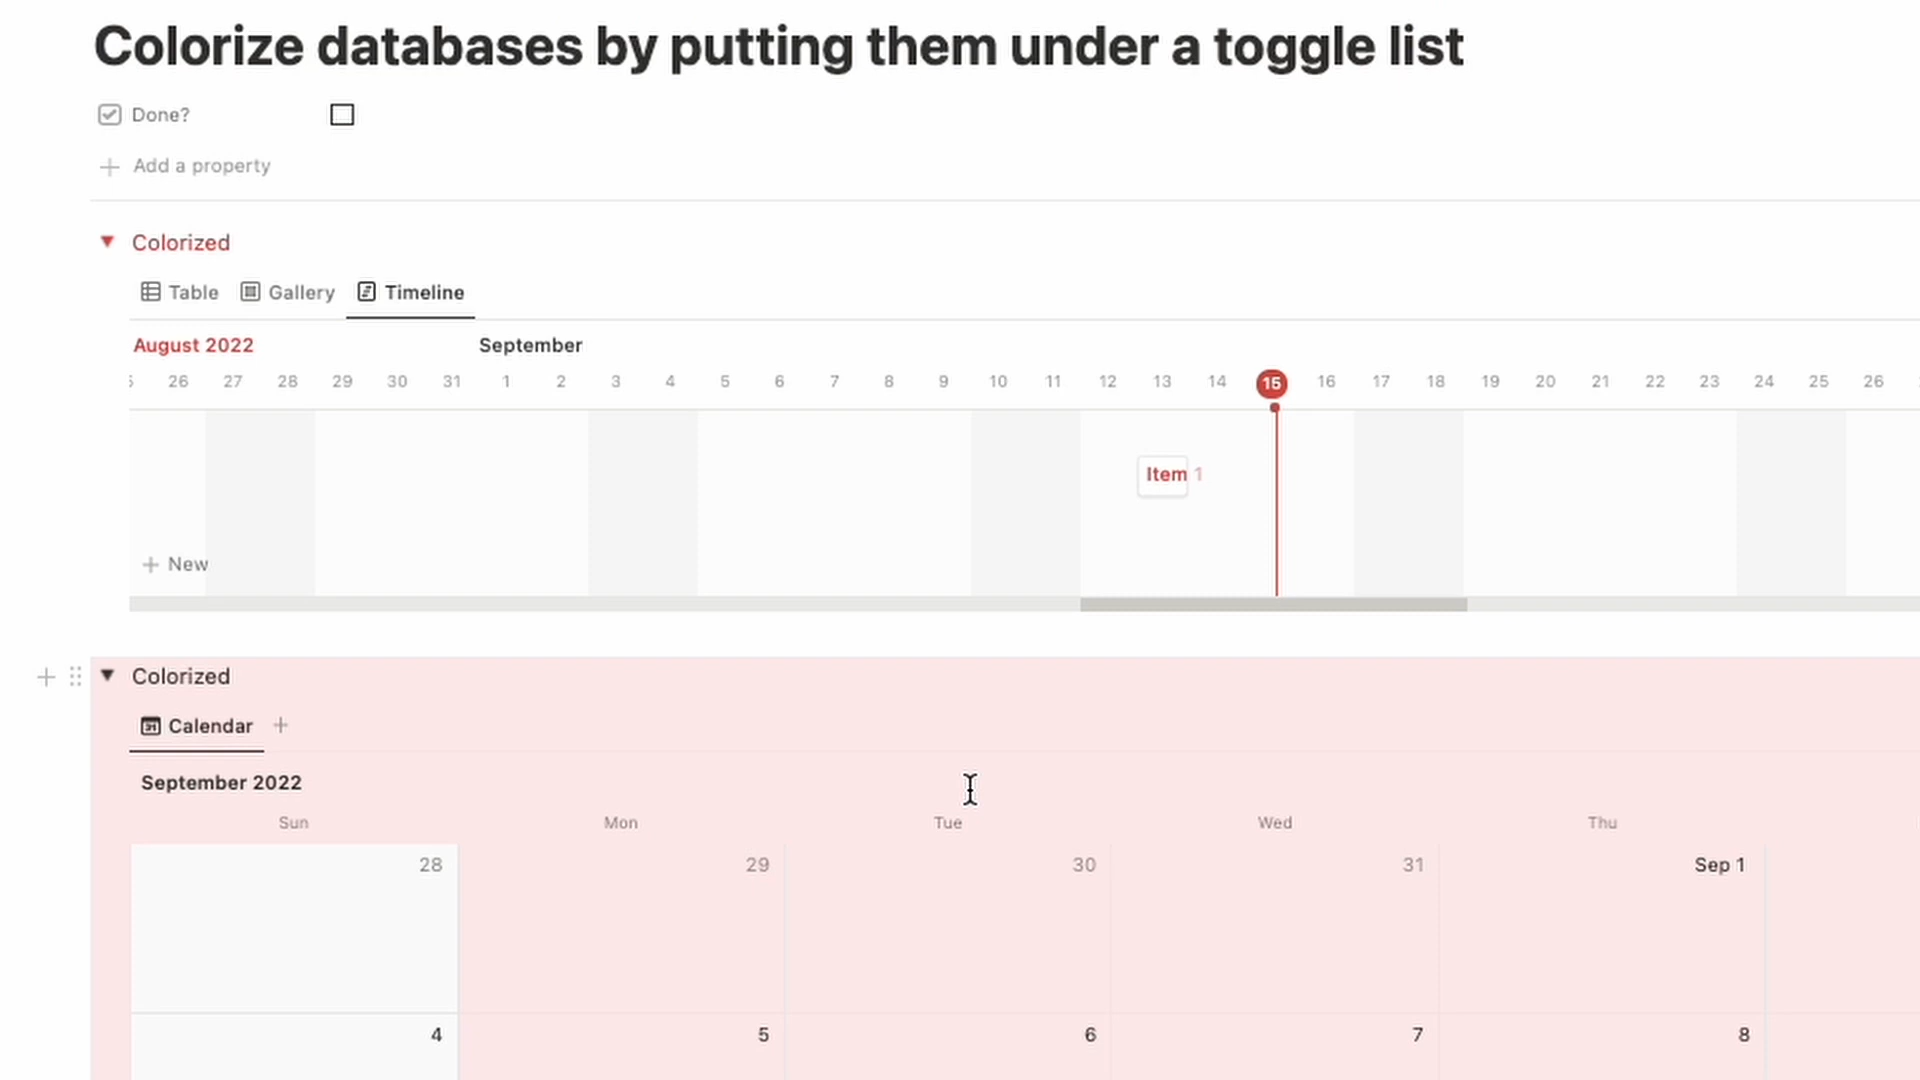 Colorize databases by putting them under a toggle list
Done?
Add a property
Colorized
Table Gallery Timeline
August 2022 September
26 27 28 29 30 31 1 2 3 4 5 6 7 8 9 10 11 12 13 14 15 16 17 18 19 20 21 22 23 24 25 26
Item 1
New
Colorized
Calendar
September 2022
Sun Mon Tue Wed Thu
28 29 30 31 Sep 1
4 5 6 7 8